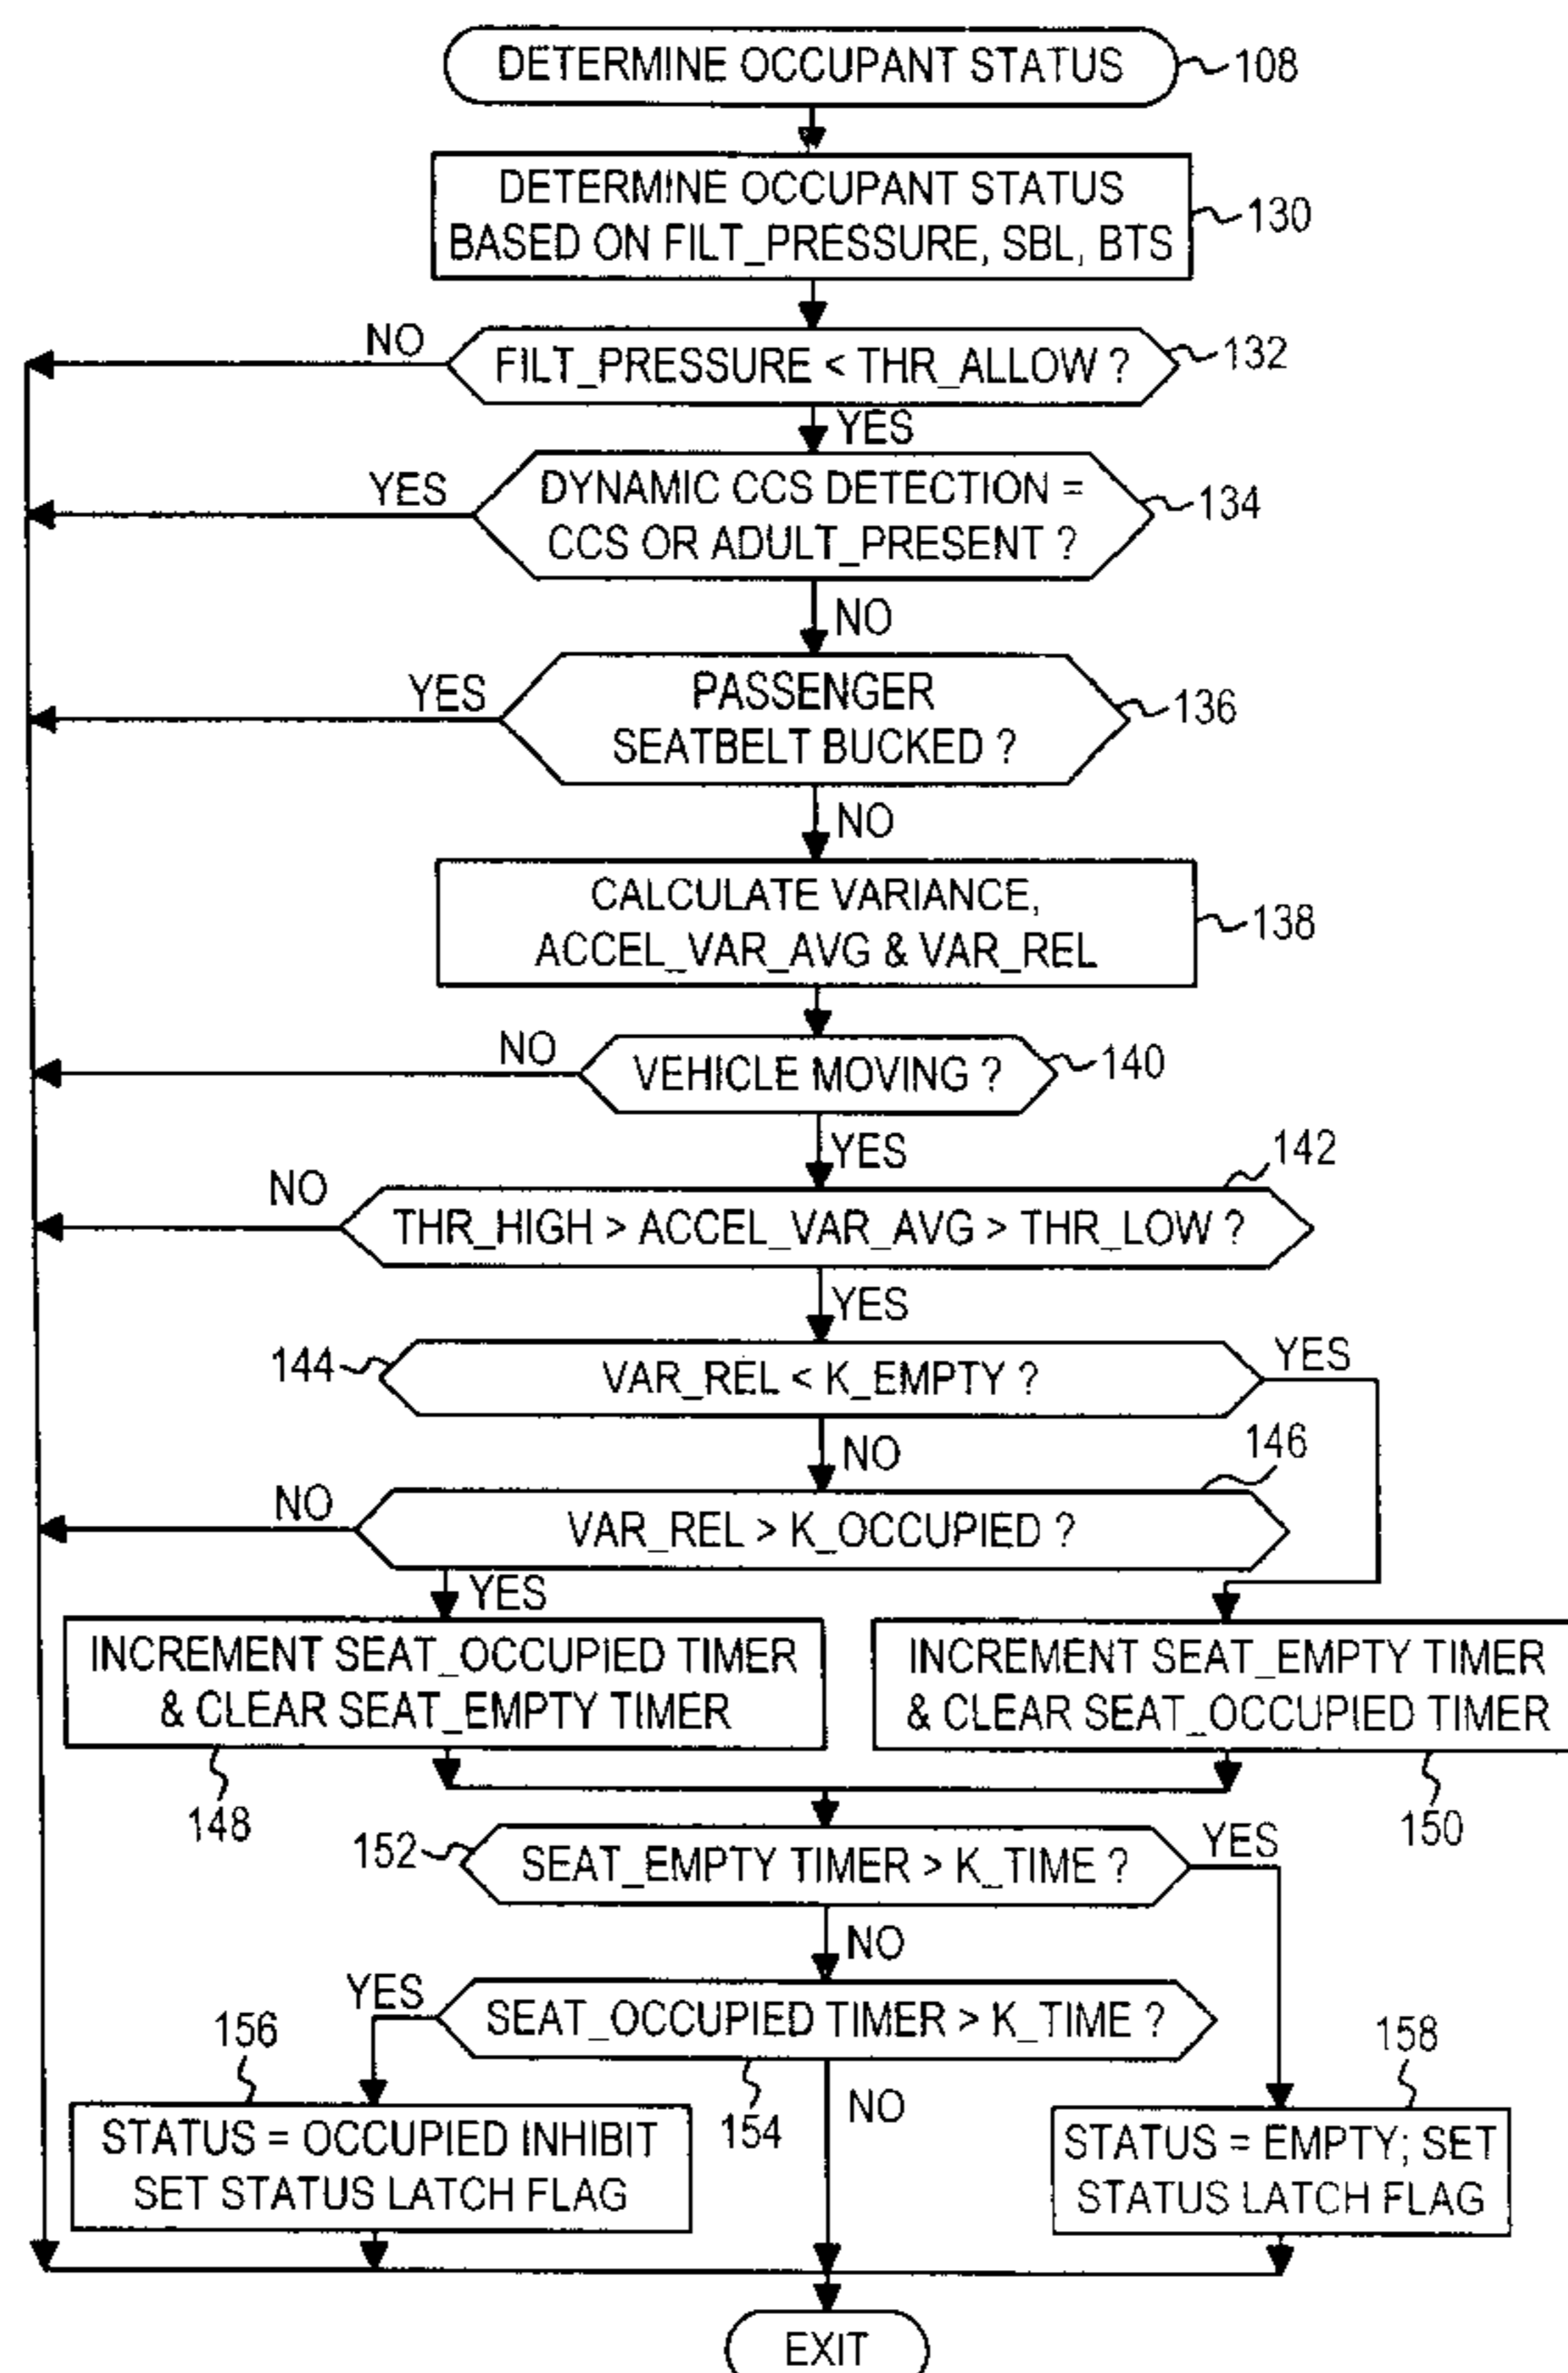 DETERMINE OCCUPANT STATUS
108
DETERMINE OCCUPANT STATUS
BASED ON FILT_PRESSURE, SBL, BTS
130
NO
FILT_PRESSURE < THR_ALLOW ?
132
YES
YES
DYNAMIC CCS DETECTION =
CCS OR ADULT_PRESENT ?
134
NO
YES
PASSENGER
SEATBELT BUCKED ?
136
NO
CALCULATE VARIANCE,
ACCEL_VAR_AVG & VAR_REL
138
NO
VEHICLE MOVING ?
140
YES
142
NO
THR_HIGH > ACCEL_VAR_AVG > THR_LOW ?
YES
144
VAR_REL < K_EMPTY ?
YES
NO
146
NO
VAR_REL > K_OCCUPIED ?
YES
INCREMENT SEAT_OCCUPIED TIMER
& CLEAR SEAT_EMPTY TIMER
148
INCREMENT SEAT_EMPTY TIMER
& CLEAR SEAT_OCCUPIED TIMER
150
152
SEAT_EMPTY TIMER > K_TIME ?
YES
NO
YES
SEAT_OCCUPIED TIMER > K_TIME ?
154
NO
156
STATUS = OCCUPIED INHIBIT
SET STATUS LATCH FLAG
158
STATUS = EMPTY; SET
STATUS LATCH FLAG
EXIT